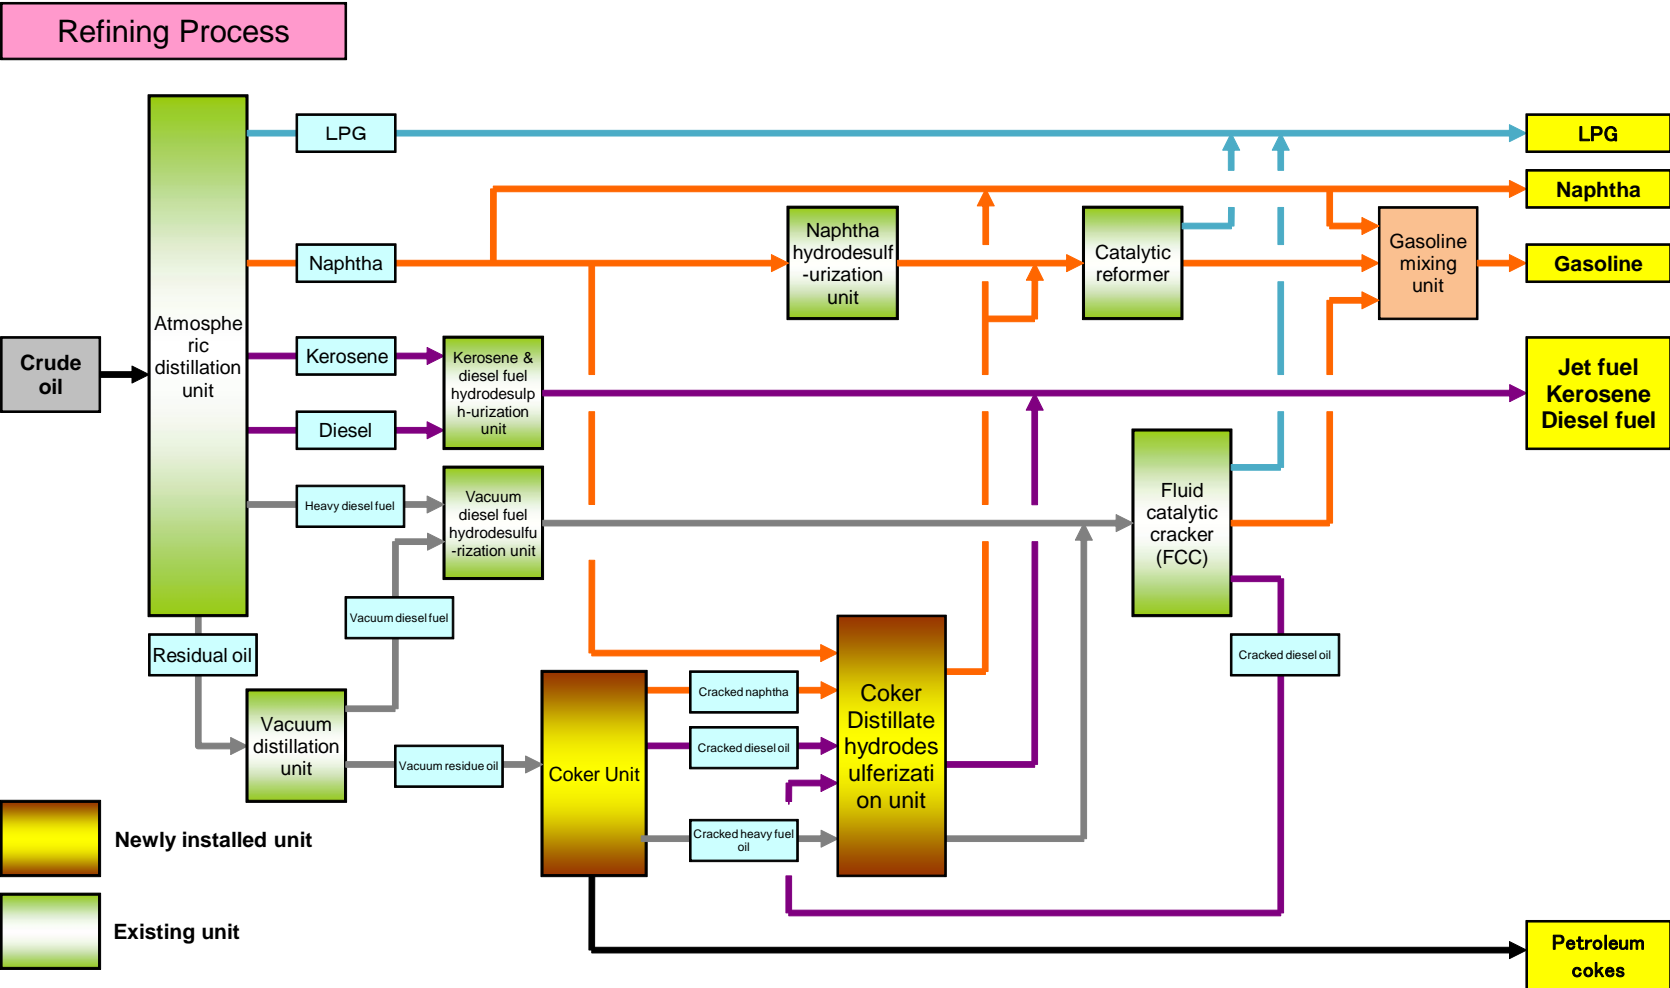 Refining Process
LPG
LPG
Naphtha
Naphtha
hydrodesulf
-urization
unit
Catalytic
reformer
Gasoline
mixing
unit
Naphtha
Gasoline
Crude
oil
Atmosphe
ric
distillation
unit
Kerosene
Diesel
Kerosene &
diesel fuel
hydrodesulp
h-urization
unit
Jet fuel
Kerosene
Diesel fuel
Heavy diesel fuel
Vacuum
diesel fuel
hydrodesulfu
-rization unit
Fluid
catalytic
cracker
(FCC)
Vacuum diesel fuel
Residual oil
Cracked diesel oil
Vacuum
distillation
unit
Vacuum residue oil
Coker Unit
Cracked naphtha
Cracked diesel oil
Cracked heavy fuel
oil
Coker
Distillate
hydrodes
ulferizati
on unit
Newly installed unit
Existing unit
Petroleum
cokes